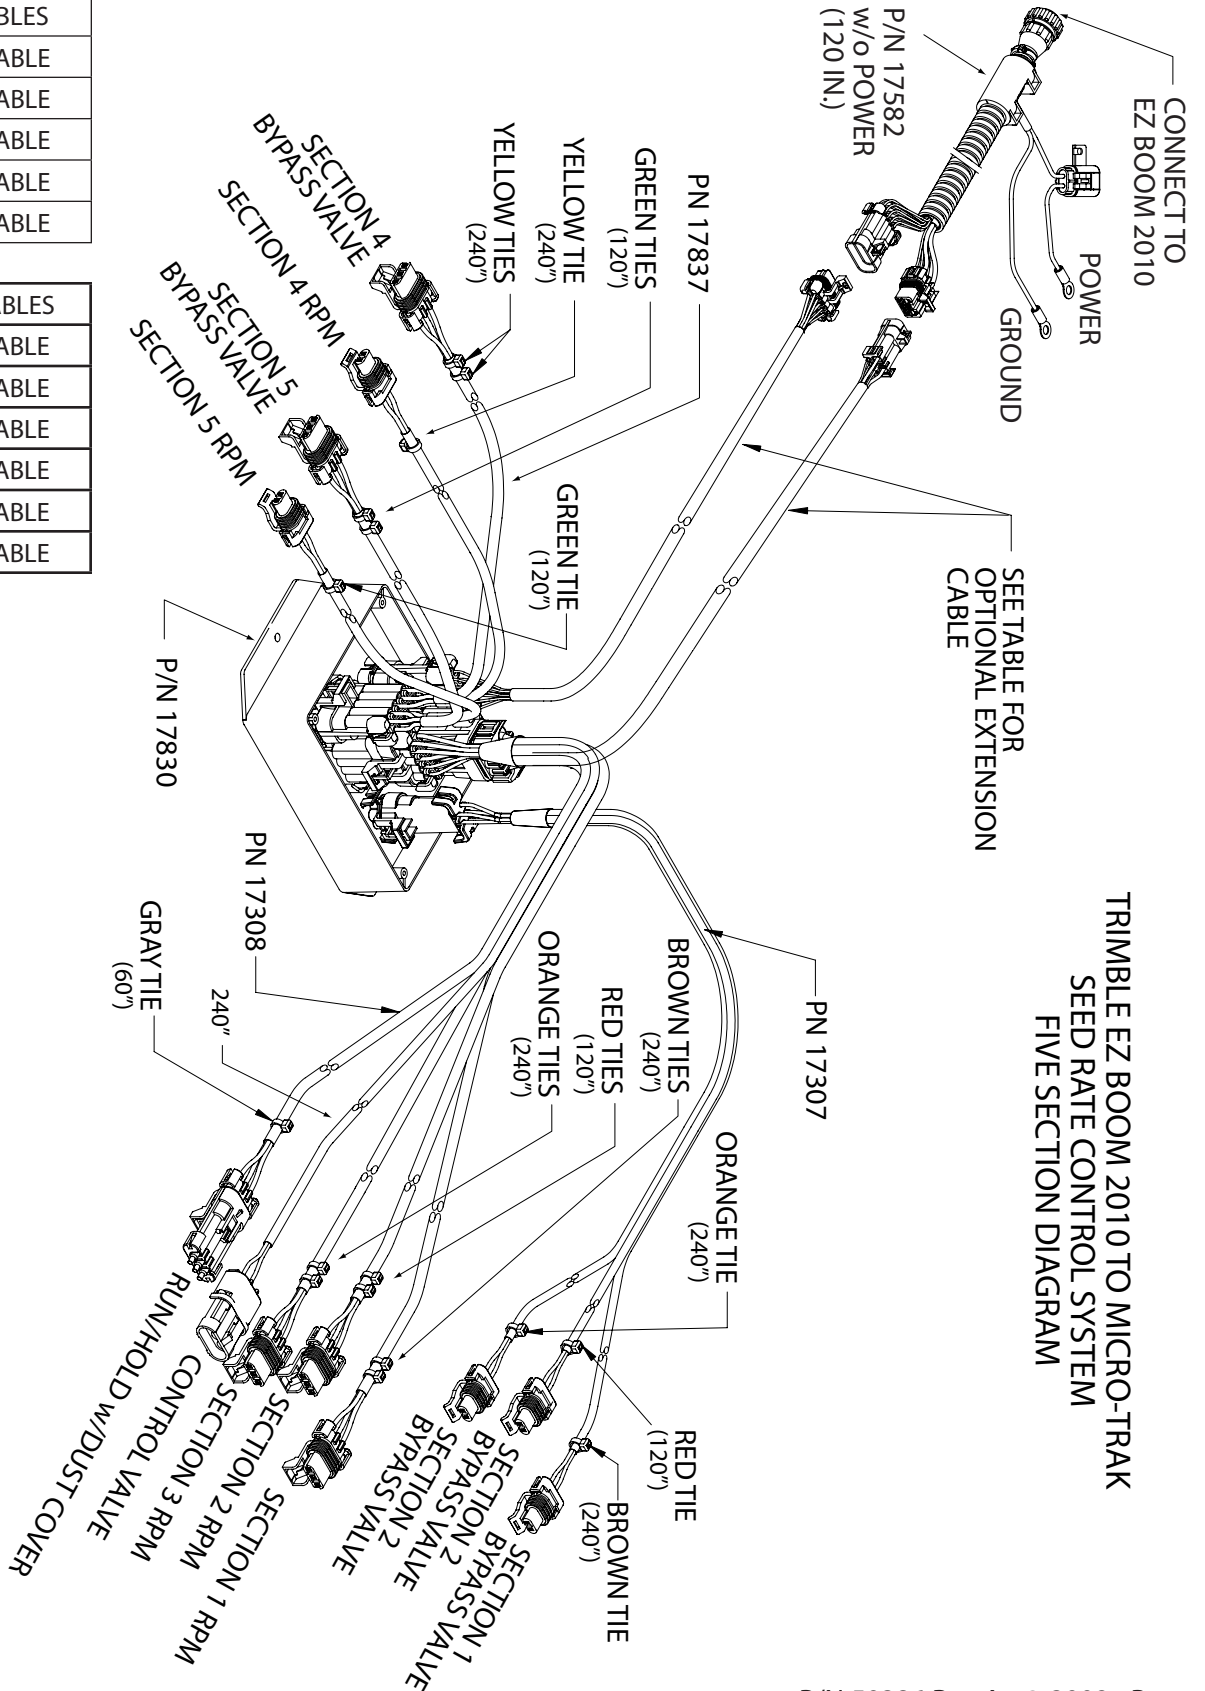 TRIMBLE EZ BOOM 2010 TO MICRO-TRAK
SEED RATE CONTROL SYSTEM
FIVE SECTION DIAGRAM
CONNECT TO
EZ BOOM 2010
POWER
GROUND
P/N 17582
w/o POWER
(120 IN.)
SEE TABLE FOR
OPTIONAL EXTENSION
CABLE
PN 17837
GREEN TIES
(120")
YELLOW TIE
(240")
YELLOW TIES
(240")
SECTION 4
BYPASS VALVE
SECTION 4 RPM
SECTION 5
BYPASS VALVE
SECTION 5 RPM
GREEN TIE
(120")
P/N 17830
PN 17307
BROWN TIES
(240")
RED TIES
(120")
ORANGE TIES
(240")
PN 17308
240"
GRAY TIE
(60")
ORANGE TIE
(240")
RED TIE
(120")
BROWN TIE
(240")
SECTION 1
BYPASS VALVE
SECTION 2
BYPASS VALVE
SECTION 2
BYPASS VALVE
SECTION 1 RPM
SECTION 2 RPM
SECTION 3 RPM
CONTROL VALVE
RUN/HOLD w/DUST COVER
BLES
ABLE
ABLE
ABLE
ABLE
ABLE
ABLES
ABLE
ABLE
ABLE
ABLE
ABLE
ABLE